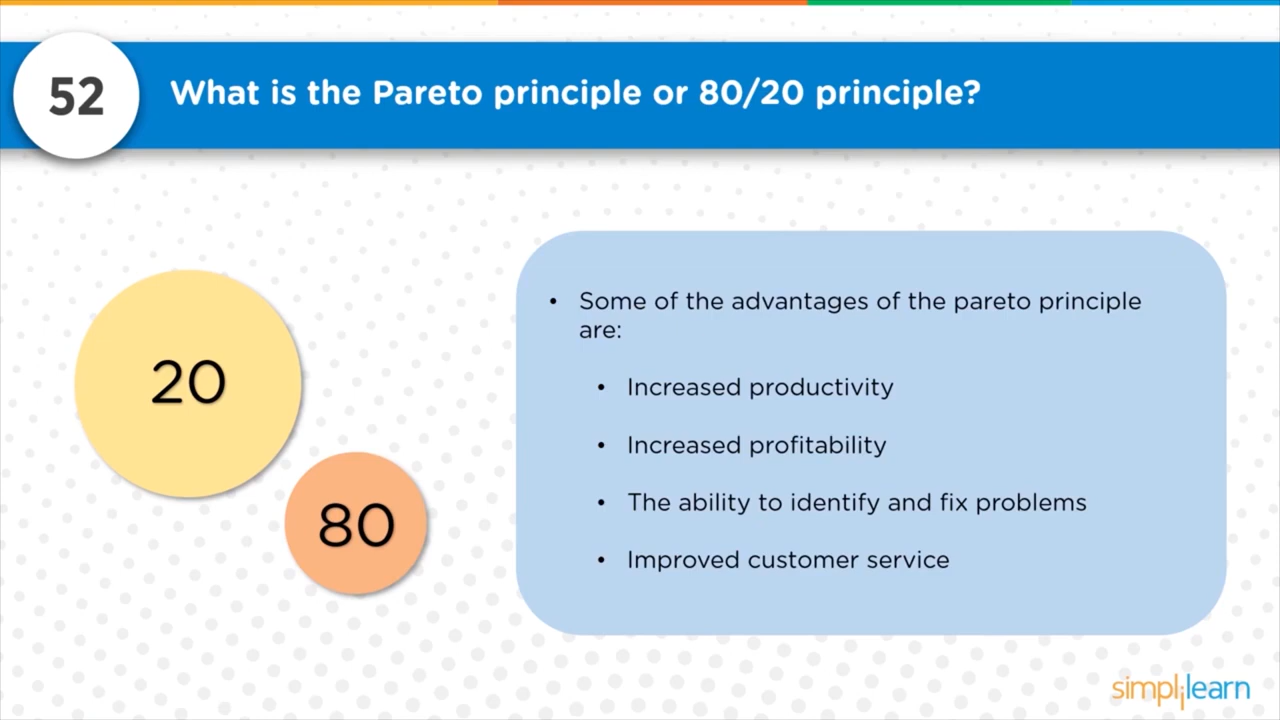 52
What is the Pareto principle or 80/20 principle?
20
80
• Some of the advantages of the pareto principle
are:
• Increased productivity
• Increased profitability
• The ability to identify and fix problems
• Improved customer service
simplilearn